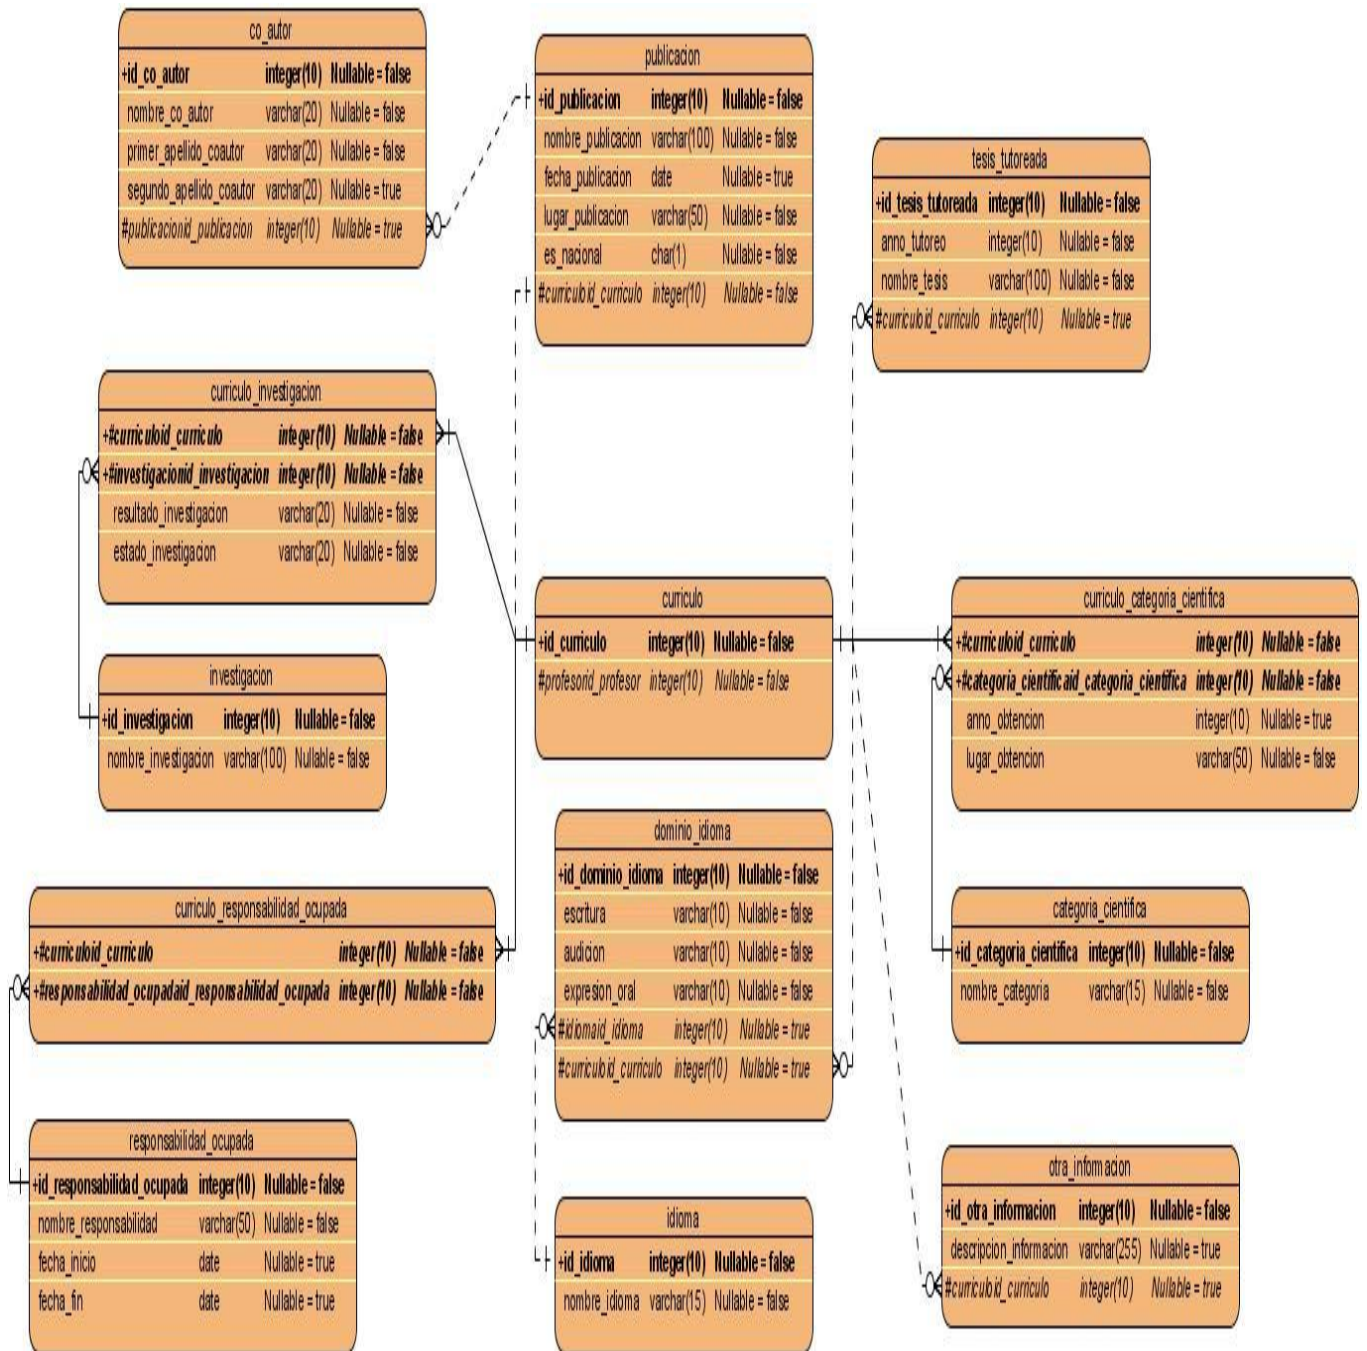 co_autor
+id_co_autor integer(10) Nullable = false
nombre_co_autor varchar(20) Nullable = false
primer_apellido_coautor varchar(20) Nullable = false
segundo_apellido_coautor varchar(20) Nullable = true
#publicacionid_publicacion integer(10) Nullable = true
publicacion
+id_publicacion integer(10) Nullable = false
nombre_publicacion varchar(100) Nullable = false
fecha_publicacion date Nullable = true
lugar_publicacion varchar(50) Nullable = false
es_nacional char(1) Nullable = false
#curriculoid_curriculo integer(10) Nullable = false
tesis_tutoreada
+id_tesis_tutoreada integer(10) Nullable = false
anno_tutoreo integer(10) Nullable = false
nombre_tesis varchar(100) Nullable = false
#curriculoid_curriculo integer(10) Nullable = true
curriculo_investigacion
+#curriculoid_curriculo integer(10) Nullable = false
+#investigacionid_investigacion integer(10) Nullable = false
resultado_investigacion varchar(20) Nullable = false
estado_investigacion varchar(20) Nullable = false
curriculo
+id_curriculo integer(10) Nullable = false
#profesorid_profesor integer(10) Nullable = false
curriculo_categoria_cientifica
+#curriculoid_curriculo integer(10) Nullable = false
+#categoria_cientificaid_categoria_cientifica integer(10) Nullable = false
anno_obtencion integer(10) Nullable = true
lugar_obtencion varchar(50) Nullable = false
investigacion
+id_investigacion integer(10) Nullable = false
nombre_investigacion varchar(100) Nullable = false
dominio_idioma
+id_dominio_idioma integer(10) Nullable = false
escritura varchar(10) Nullable = false
audicion varchar(10) Nullable = false
expresion_oral varchar(10) Nullable = false
#idiomaid_idioma integer(10) Nullable = true
#curriculoid_curriculo integer(10) Nullable = true
curriculo_responsabilidad_ocupada
+#curriculoid_curriculo integer(10) Nullable = false
+#responsabilidad_ocupadaid_responsabilidad_ocupada integer(10) Nullable = false
categoria_cientifica
+id_categoria_cientifica integer(10) Nullable = false
nombre_categoria varchar(15) Nullable = false
responsabilidad_ocupada
+id_responsabilidad_ocupada integer(10) Nullable = false
nombre_responsabilidad varchar(50) Nullable = false
fecha_inicio date Nullable = true
fecha_fin date Nullable = true
idioma
+id_idioma integer(10) Nullable = false
nombre_idioma varchar(15) Nullable = false
otra_informacion
+id_otra_informacion integer(10) Nullable = false
descripcion_informacion varchar(255) Nullable = true
#curriculoid_curriculo integer(10) Nullable = true